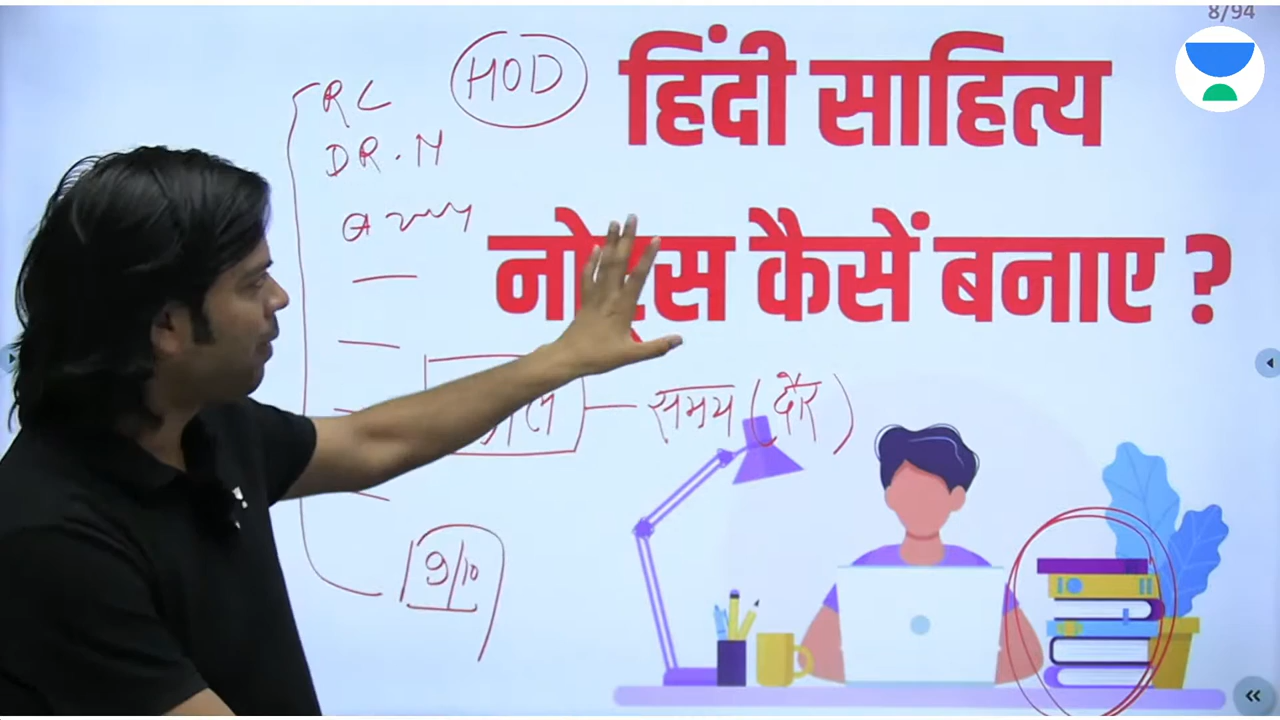 8/94
HOD
हिंदी साहित्य
नोट्स कैसें बनाए ?
RC
DR.
समय (दौर)
9/10